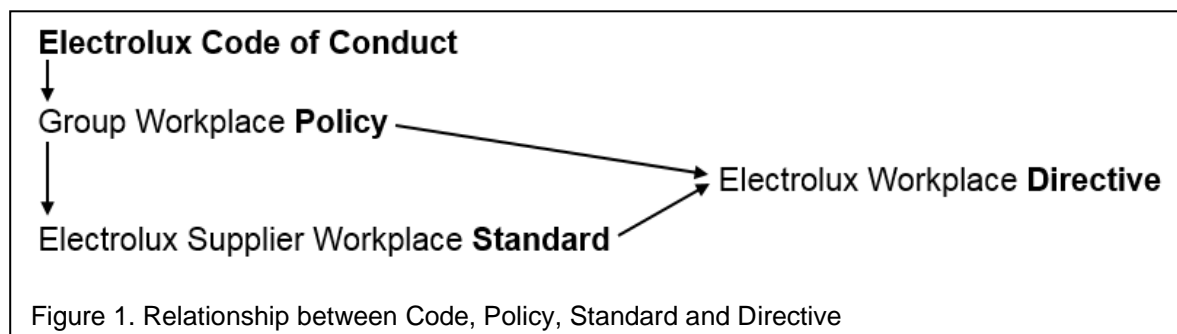 Electrolux Code of Conduct
Group Workplace Policy
Electrolux Workplace Directive
Electrolux Supplier Workplace Standard
Figure 1. Relationship between Code, Policy, Standard and Directive